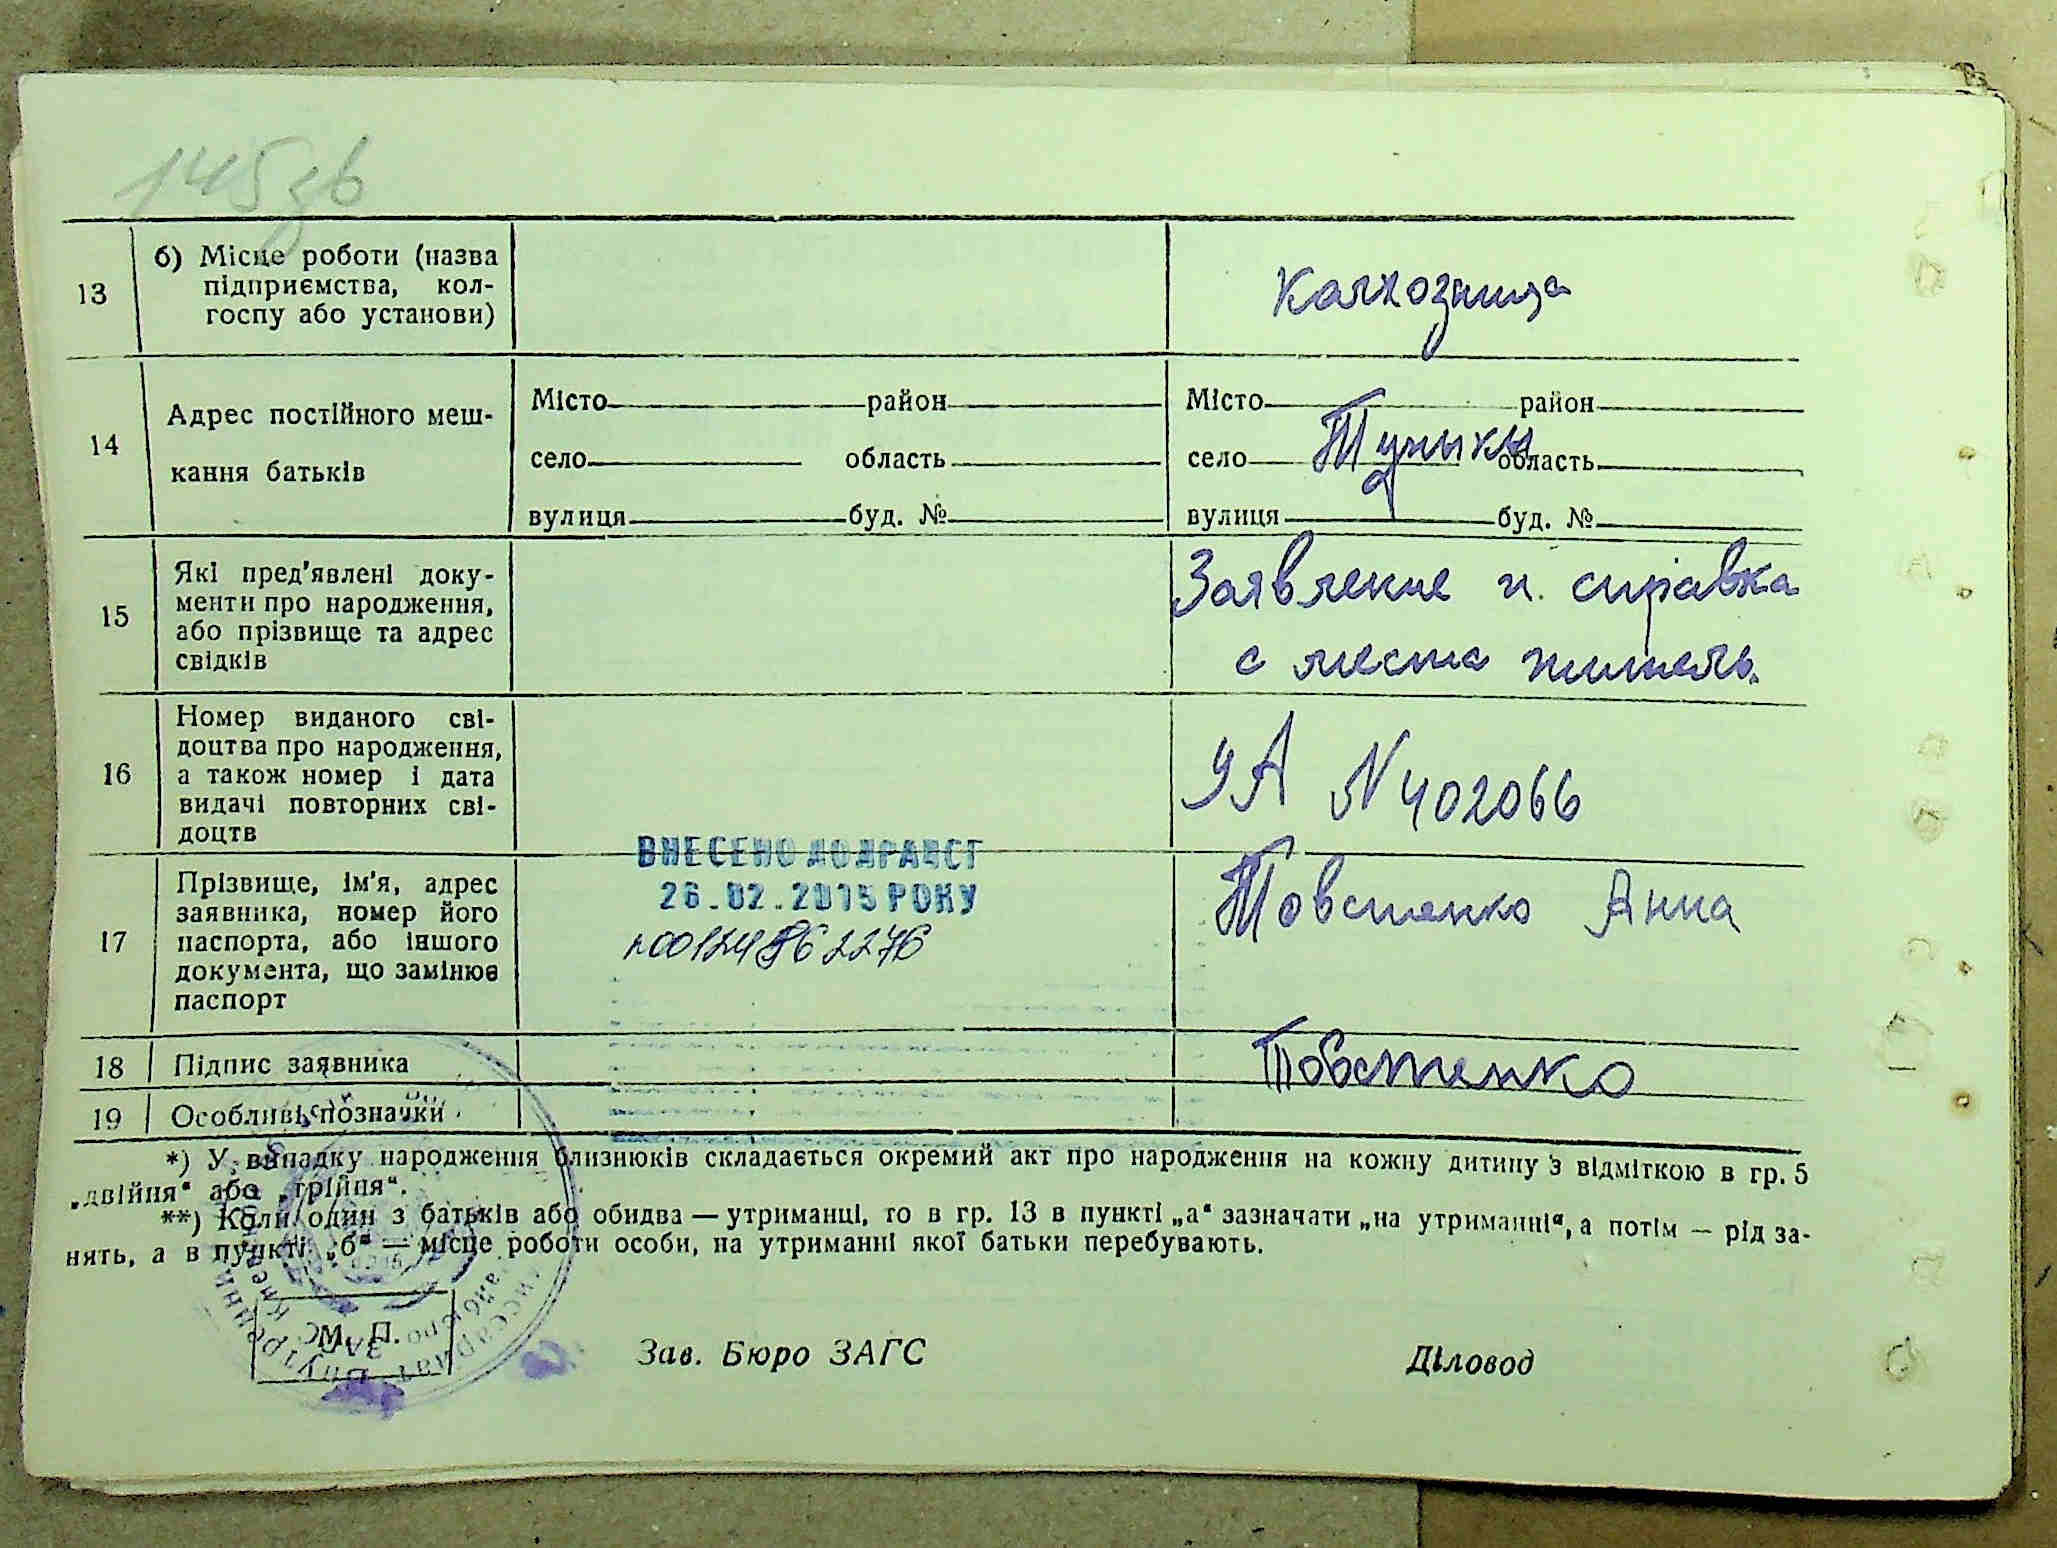 145зв
13
б) Місце роботи (назва
підприємства, кол-
госпу або установи)
Колхозница
14
Адрес постійного меш-
кання батьків
Місто район
село область
вулиця буд. №
Місто район
село область
вулиця буд. №
15
Які пред'явлені доку-
менти про народження,
або прізвище та адрес
свідків
Заявление и справка
с места житель.
16
Номер виданого сві-
доцтва про народження,
а також номер і дата
видачі повторних сві-
доцтв
УА N 402066
17
Прізвище, ім'я, адрес
заявника, номер його
паспорта, або іншого
документа, що замінює
паспорт
ВНЕСЕНО ДО ДРАЦСГ
26.02.2015 РОКУ
Товстенко Анна
18
Підпис заявника
Товстенко
19
Особливі позначки
*) У випадку народження близнюків складається окремий акт про народження на кожну дитину з відміткою в гр. 5
„двійня“ або „трійня“.
**) Коли один з батьків або обидва — утриманці, то в гр. 13 в пункті „а“ зазначати „на утриманні“, а потім — рід за-
нять, а в пункті „б“ — місце роботи особи, на утриманні якої батьки перебувають.
М. П.
Зав. Бюро ЗАГС
Діловод